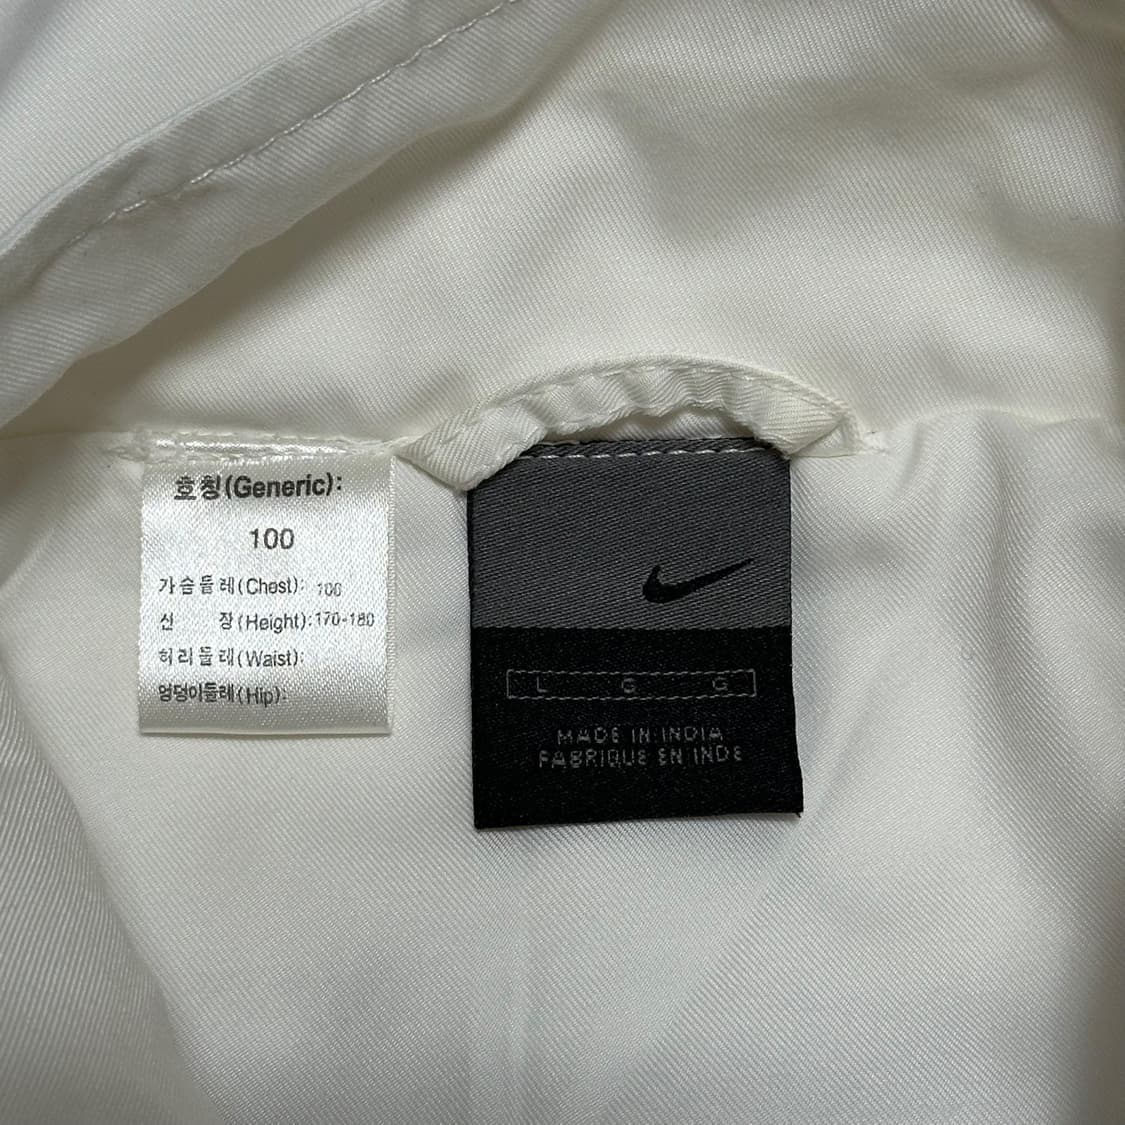 호칭(Generic):
100
가슴둘레(Chest): 100
신 장(Height):170-180
허리둘레(Waist):
엉덩이둘레(Hip):
L G G
MADE IN INDIA
FABRIQUE EN INDE